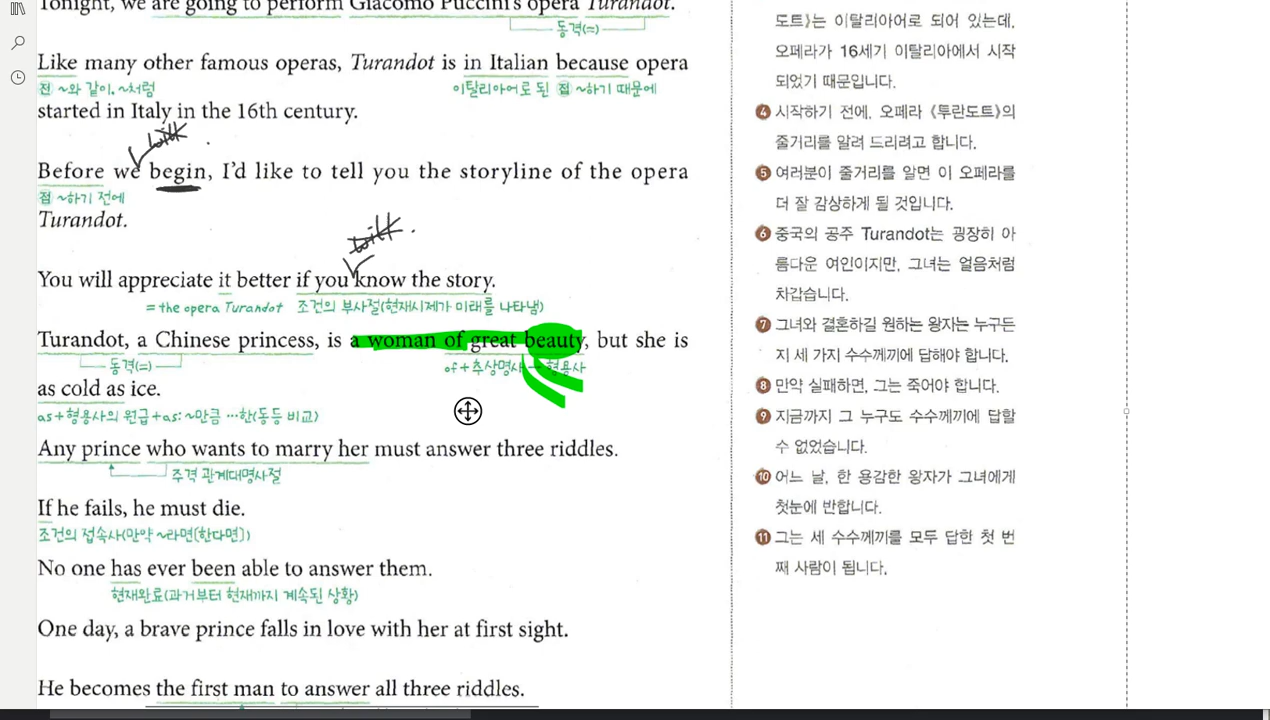 Tonight, we are going to perform Giacomo Puccini's opera Turandot.
동격(=)
Like many other famous operas, Turandot is in Italian because opera
전 ~와 같이, ~처럼 이탈리아어로 된 접 ~하기 때문에
started in Italy in the 16th century.
will
Before we begin, I'd like to tell you the storyline of the opera
접 ~하기 전에
Turandot.
will
You will appreciate it better if you know the story.
= the opera Turandot 조건의 부사절(현재시제가 미래를 나타냄)
Turandot, a Chinese princess, is a woman of great beauty, but she is
동격(=) of+추상명사 → 형용사
as cold as ice.
as+형용사의 원급+as: ~만큼 …한(동등 비교)
Any prince who wants to marry her must answer three riddles.
주격 관계대명사절
If he fails, he must die.
조건의 접속사(만약 ~라면[한다면])
No one has ever been able to answer them.
현재완료(과거부터 현재까지 계속된 상황)
One day, a brave prince falls in love with her at first sight.
He becomes the first man to answer all three riddles.
도트》는 이탈리아어로 되어 있는데,
오페라가 16세기 이탈리아에서 시작
되었기 때문입니다.
4 시작하기 전에, 오페라 《투란도트》의
줄거리를 알려 드리려고 합니다.
5 여러분이 줄거리를 알면 이 오페라를
더 잘 감상하게 될 것입니다.
6 중국의 공주 Turandot는 굉장히 아
름다운 여인이지만, 그녀는 얼음처럼
차갑습니다.
7 그녀와 결혼하길 원하는 왕자는 누구든
지 세 가지 수수께끼에 답해야 합니다.
8 만약 실패하면, 그는 죽어야 합니다.
9 지금까지 그 누구도 수수께끼에 답할
수 없었습니다.
10 어느 날, 한 용감한 왕자가 그녀에게
첫눈에 반합니다.
11 그는 세 수수께끼를 모두 답한 첫 번
째 사람이 됩니다.